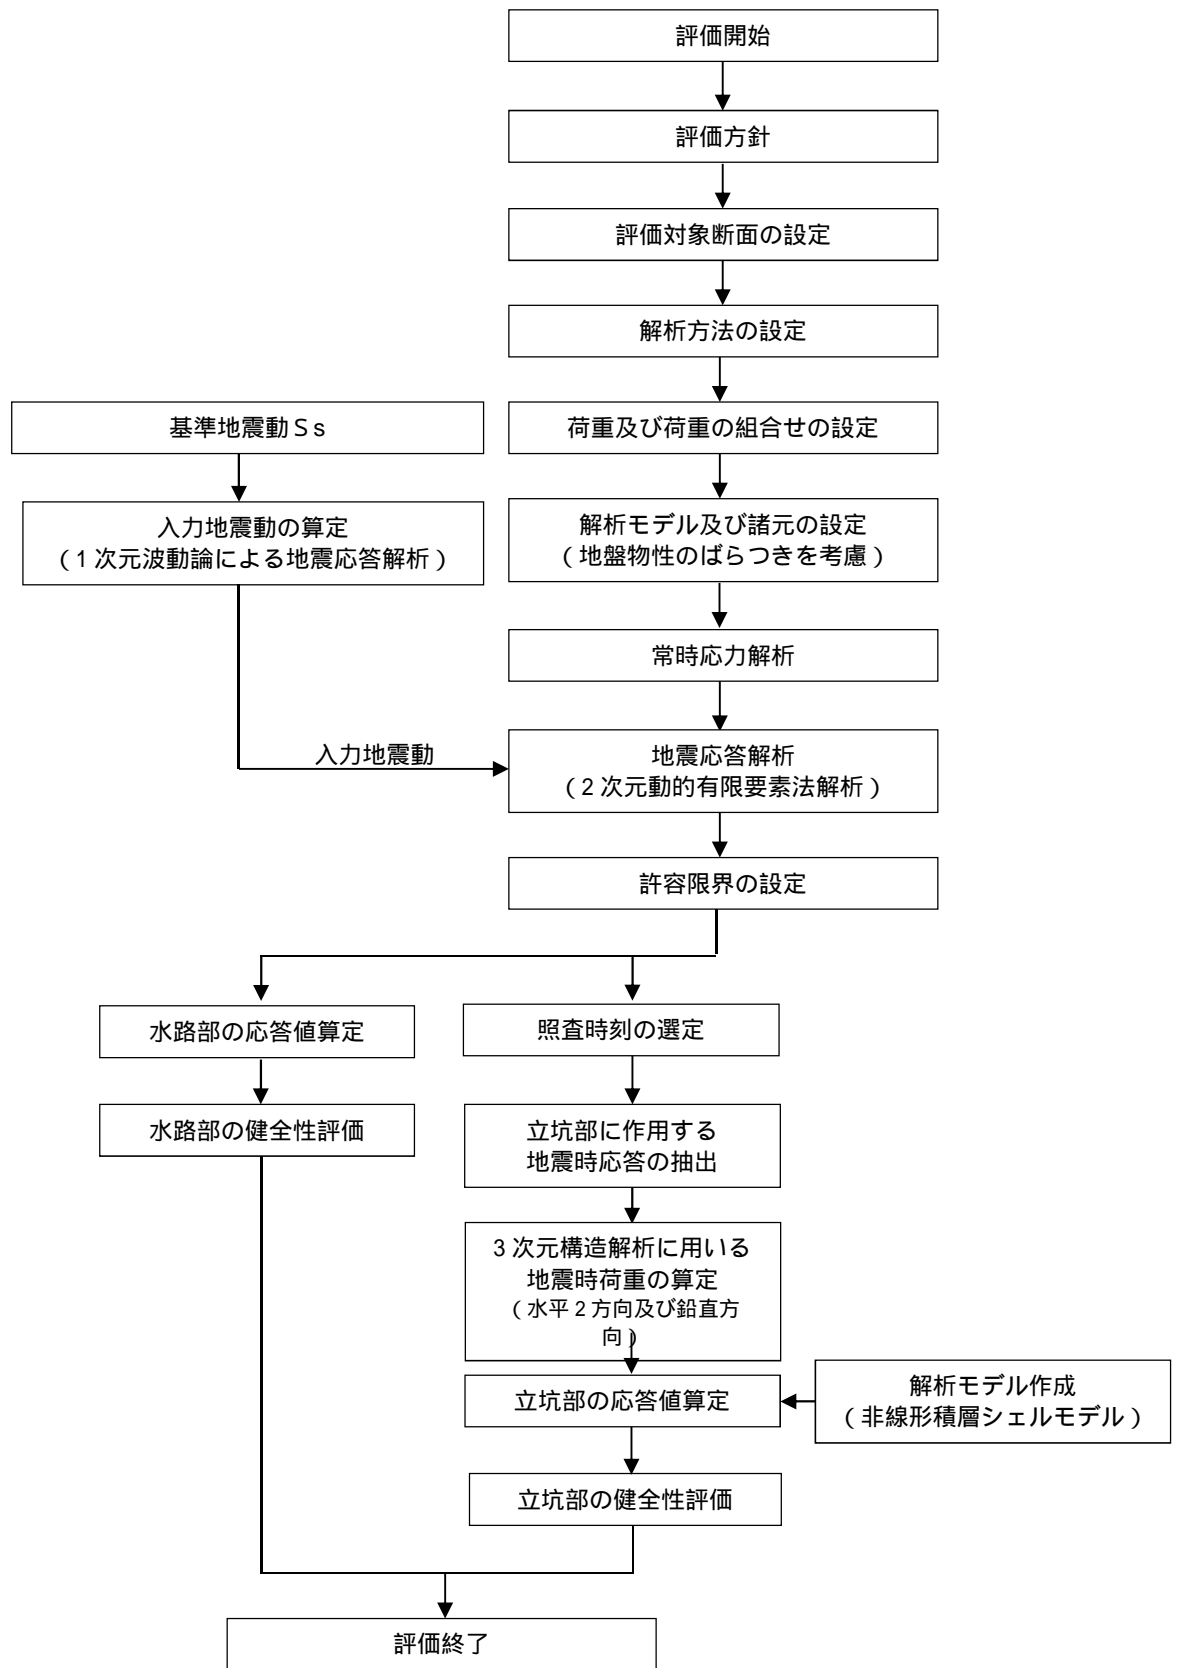 評価開始
評価方針
評価対象断面の設定
解析方法の設定
基準地震動Ｓｓ
荷重及び荷重の組合せの設定
入力地震動の算定
（1 次元波動論による地震応答解析）
解析モデル及び諸元の設定
（地盤物性のばらつきを考慮）
常時応力解析
入力地震動
地震応答解析
（2 次元動的有限要素法解析）
許容限界の設定
水路部の応答値算定
照査時刻の選定
水路部の健全性評価
立坑部に作用する
地震時応答の抽出
3 次元構造解析に用いる
地震時荷重の算定
（水平 2 方向及び鉛直方
向）
立坑部の応答値算定
解析モデル作成
（非線形積層シェルモデル）
立坑部の健全性評価
評価終了